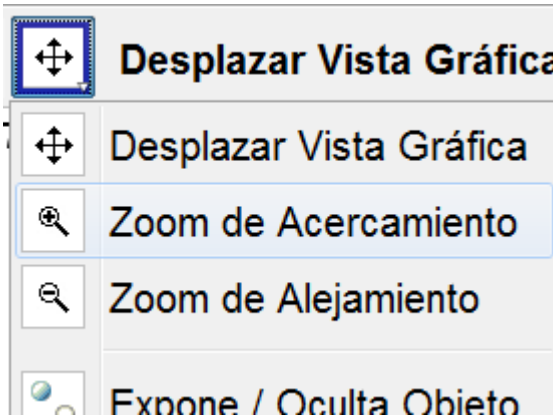 Desplazar Vista Gráfica
Desplazar Vista Gráfica
Zoom de Acercamiento
Zoom de Alejamiento
Expone / Oculta Objeto